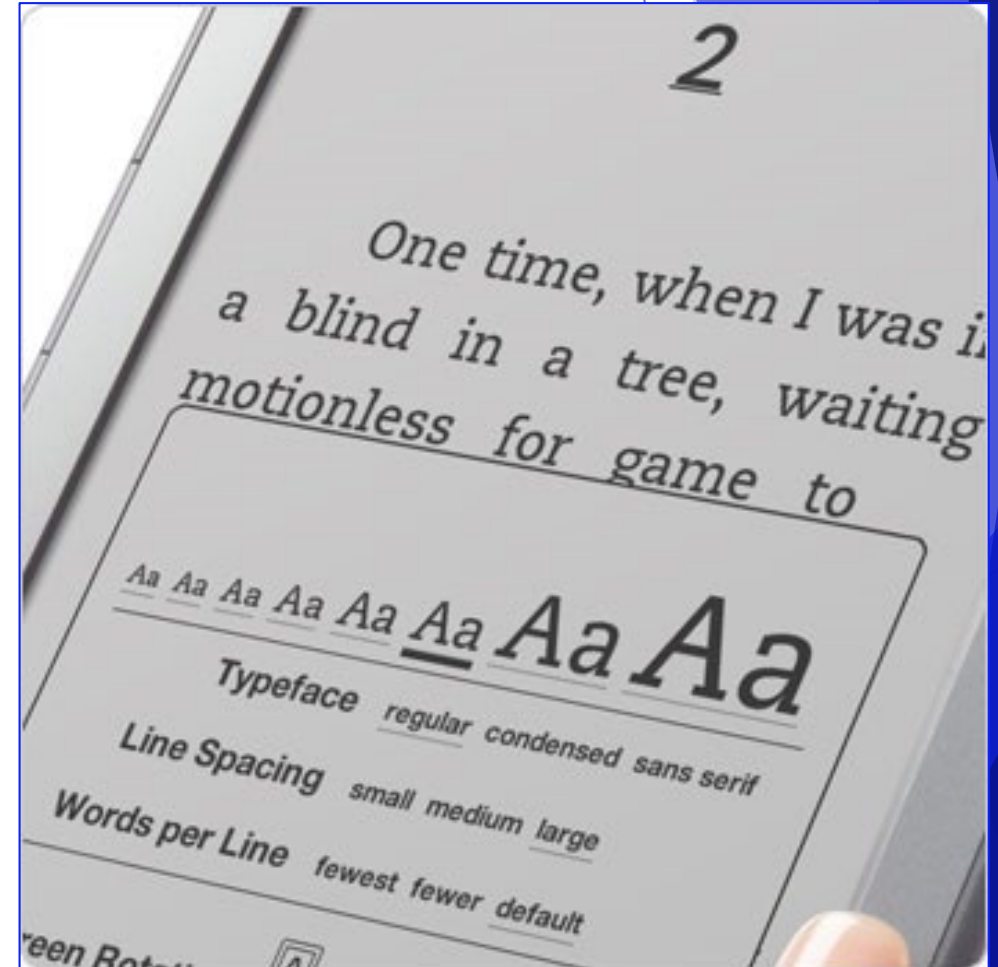 2
One time, when I was
a blind in a tree, waiting
motionless for game to
Aa Aa Aa Aa Aa Aa Aa Aa
Typeface regular condensed sans serif
Line Spacing small medium large
Words per Line fewest fewer default
A